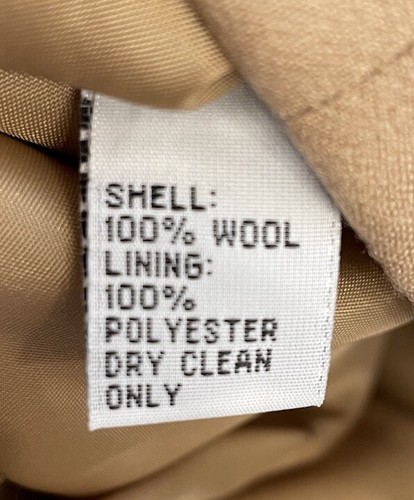 SHELL:
100% WOOL
LINING:
100%
POLYESTER
DRY CLEAN
ONLY